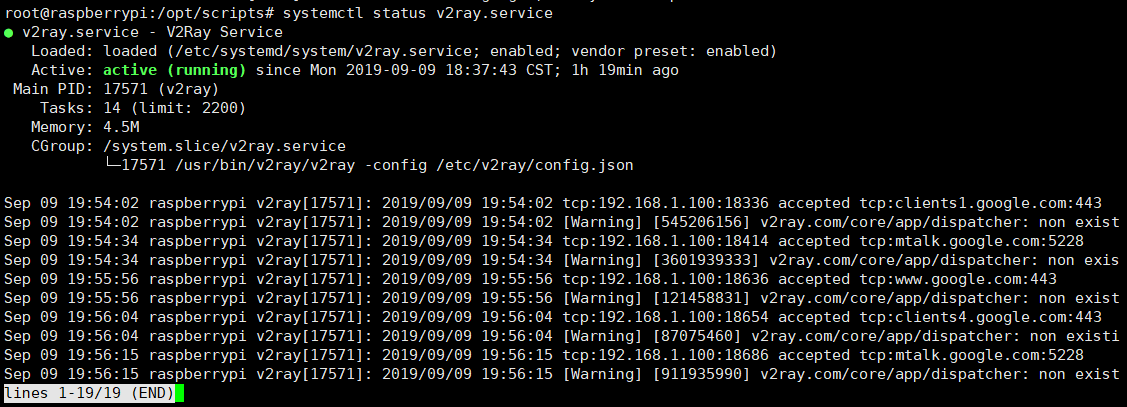 root@raspberrypi:/opt/scripts# systemctl status v2ray.service
● v2ray.service - V2Ray Service
   Loaded: loaded (/etc/systemd/system/v2ray.service; enabled; vendor preset: enabled)
   Active: active (running) since Mon 2019-09-09 18:37:43 CST; 1h 19min ago
 Main PID: 17571 (v2ray)
    Tasks: 14 (limit: 2200)
   Memory: 4.5M
   CGroup: /system.slice/v2ray.service
           └─17571 /usr/bin/v2ray/v2ray -config /etc/v2ray/config.json
Sep 09 19:54:02 raspberrypi v2ray[17571]: 2019/09/09 19:54:02 tcp:192.168.1.100:18336 accepted tcp:clients1.google.com:443
Sep 09 19:54:02 raspberrypi v2ray[17571]: 2019/09/09 19:54:02 [Warning] [545206156] v2ray.com/core/app/dispatcher: non exist
Sep 09 19:54:34 raspberrypi v2ray[17571]: 2019/09/09 19:54:34 tcp:192.168.1.100:18414 accepted tcp:mtalk.google.com:5228
Sep 09 19:54:34 raspberrypi v2ray[17571]: 2019/09/09 19:54:34 [Warning] [3601939333] v2ray.com/core/app/dispatcher: non exis
Sep 09 19:55:56 raspberrypi v2ray[17571]: 2019/09/09 19:55:56 tcp:192.168.1.100:18636 accepted tcp:www.google.com:443
Sep 09 19:55:56 raspberrypi v2ray[17571]: 2019/09/09 19:55:56 [Warning] [121458831] v2ray.com/core/app/dispatcher: non exist
Sep 09 19:56:04 raspberrypi v2ray[17571]: 2019/09/09 19:56:04 tcp:192.168.1.100:18654 accepted tcp:clients4.google.com:443
Sep 09 19:56:04 raspberrypi v2ray[17571]: 2019/09/09 19:56:04 [Warning] [87075460] v2ray.com/core/app/dispatcher: non existi
Sep 09 19:56:15 raspberrypi v2ray[17571]: 2019/09/09 19:56:15 tcp:192.168.1.100:18686 accepted tcp:mtalk.google.com:5228
Sep 09 19:56:15 raspberrypi v2ray[17571]: 2019/09/09 19:56:15 [Warning] [911935990] v2ray.com/core/app/dispatcher: non exist
lines 1-19/19 (END)